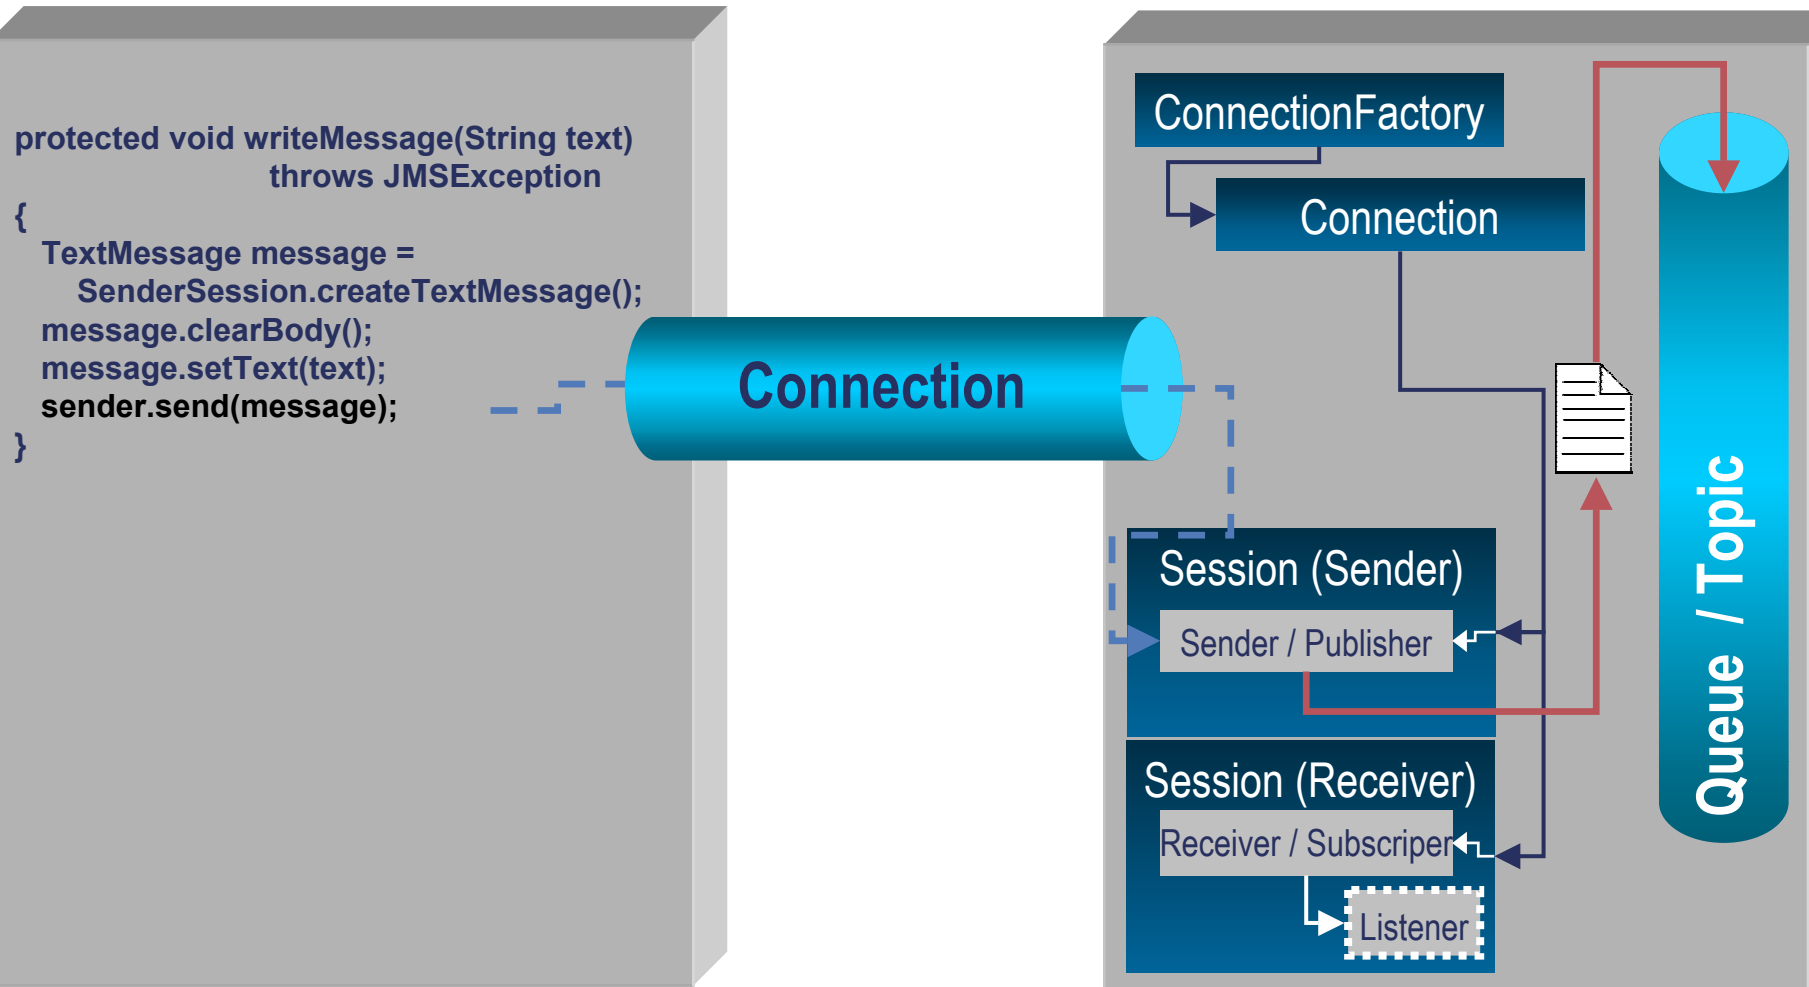 protected void writeMessage(String text)
throws JMSException
{
TextMessage message =
SenderSession.createTextMessage();
message.clearBody();
message.setText(text);
sender.send(message);
}
Connection
ConnectionFactory
Connection
Session (Sender)
Sender / Publisher
Session (Receiver)
Receiver / Subscriper
Listener
Queue / Topic